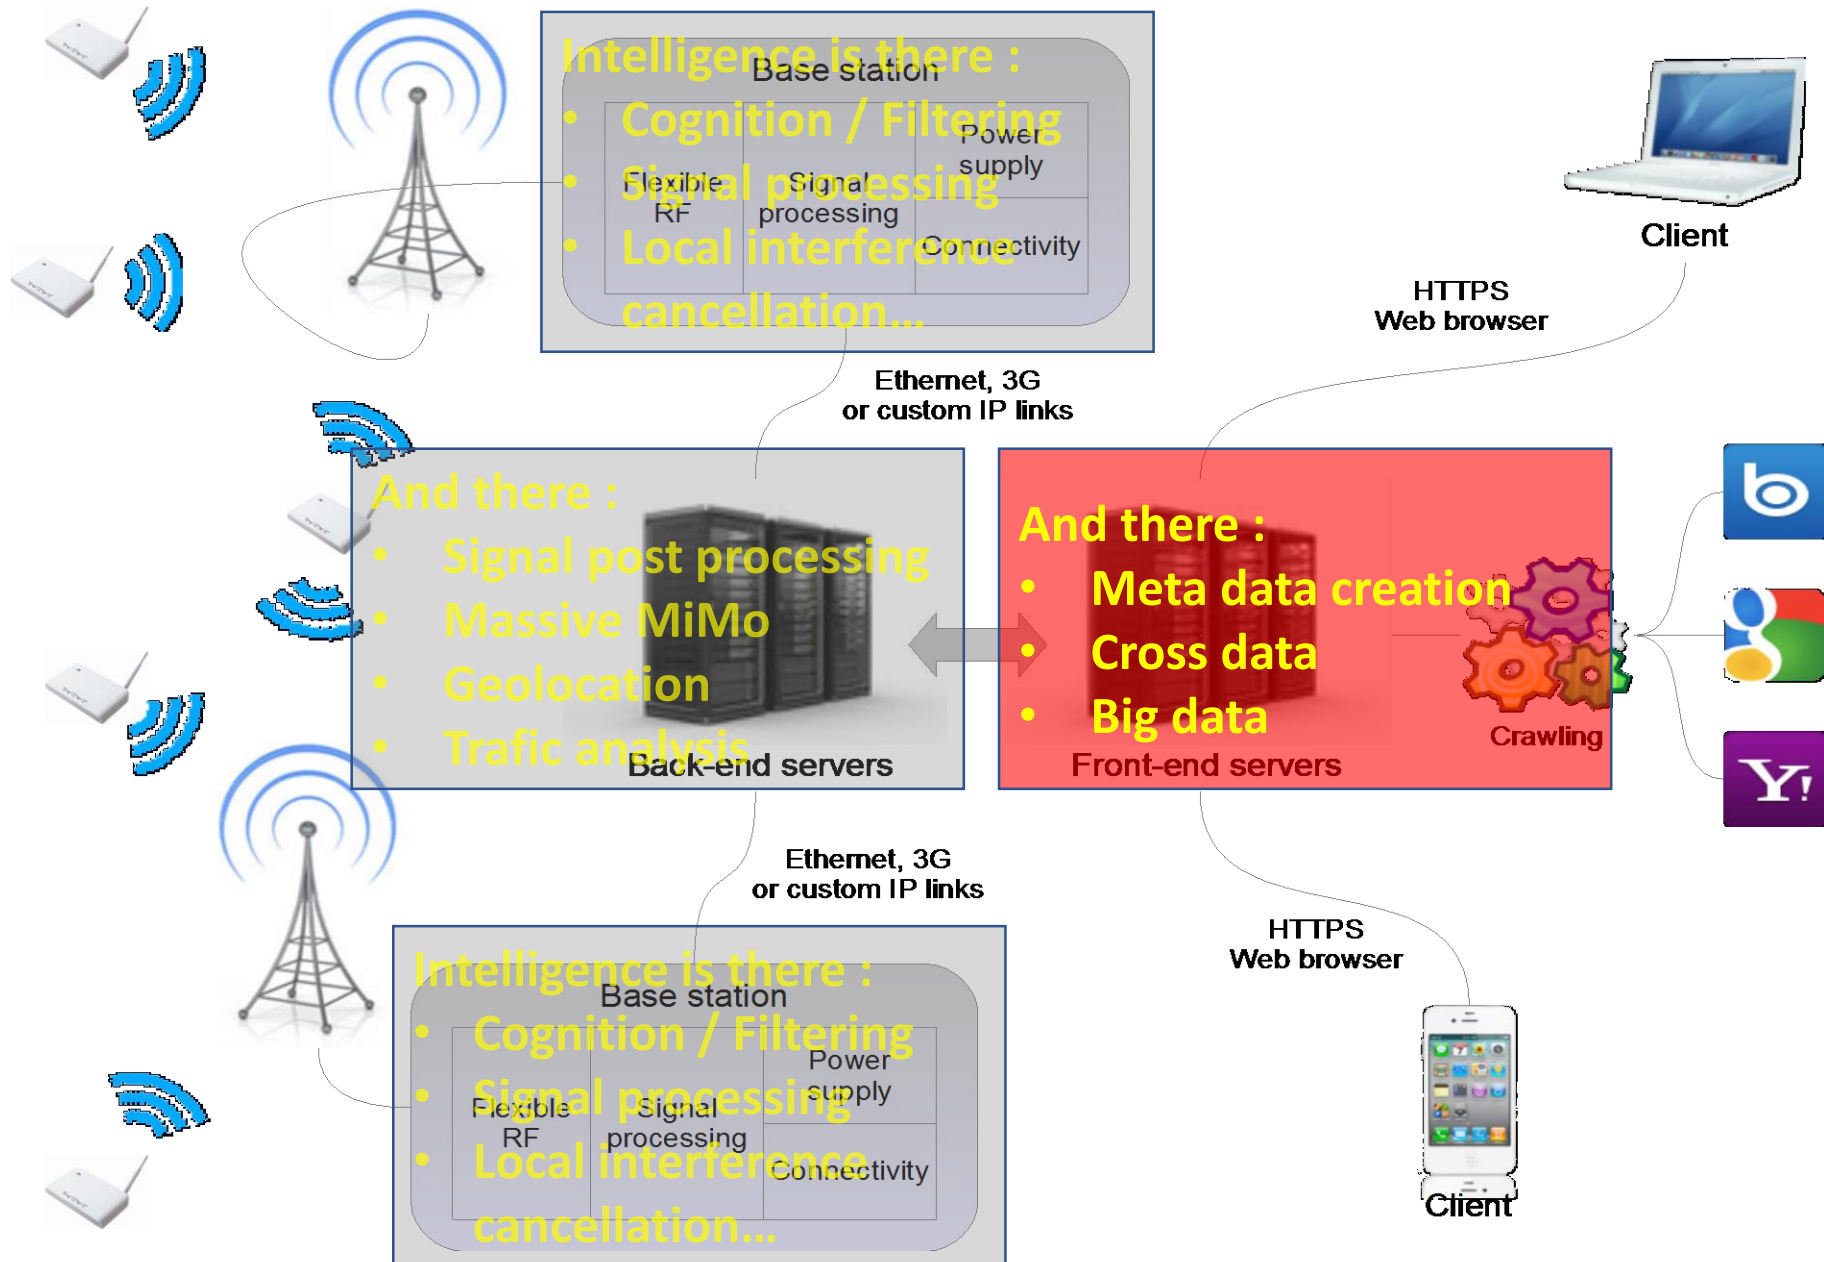 Intelligence is there :
• Cognition / Filtering
• Signal processing
• Local interference
cancellation...
Base station
Flexible
RF
Signal
processing
Power
supply
Connectivity
Client
HTTPS
Web browser
Ethernet, 3G
or custom IP links
And there :
• Signal post processing
• Massive MiMo
• Geolocation
• Trafic analysis
Back-end servers
And there :
• Meta data creation
• Cross data
• Big data
Front-end servers
Crawling
b
g
Y!
Ethernet, 3G
or custom IP links
HTTPS
Web browser
Intelligence is there :
• Cognition / Filtering
• Signal processing
• Local interference
cancellation...
Base station
Flexible
RF
Signal
processing
Power
supply
Connectivity
Client